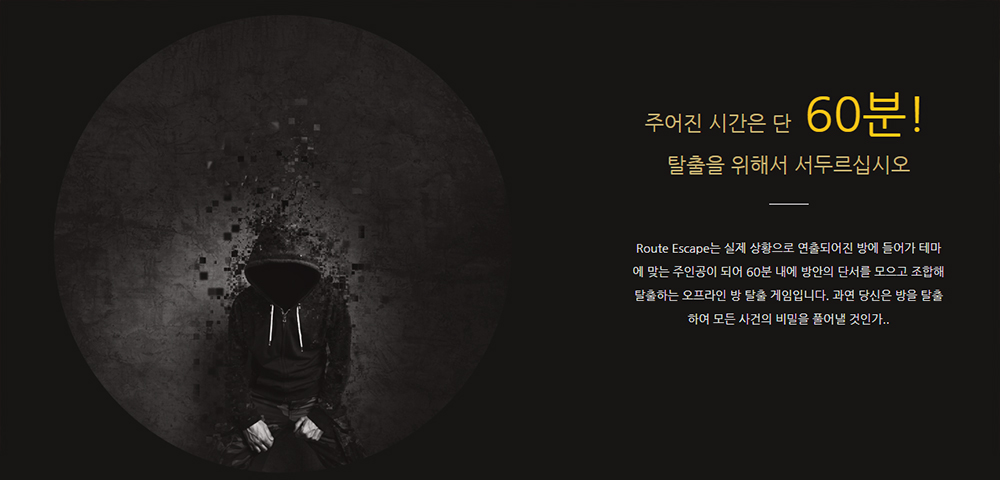 주어진 시간은 단 60분!
탈출을 위해서 서두르십시오
Route Escape는 실제 상황으로 연출되어진 방에 들어가 테마
에 맞는 주인공이 되어 60분 내에 방안의 단서를 모으고 조합해
탈출하는 오프라인 방 탈출 게임입니다. 과연 당신은 방을 탈출
하여 모든 사건의 비밀을 풀어낼 것인가..